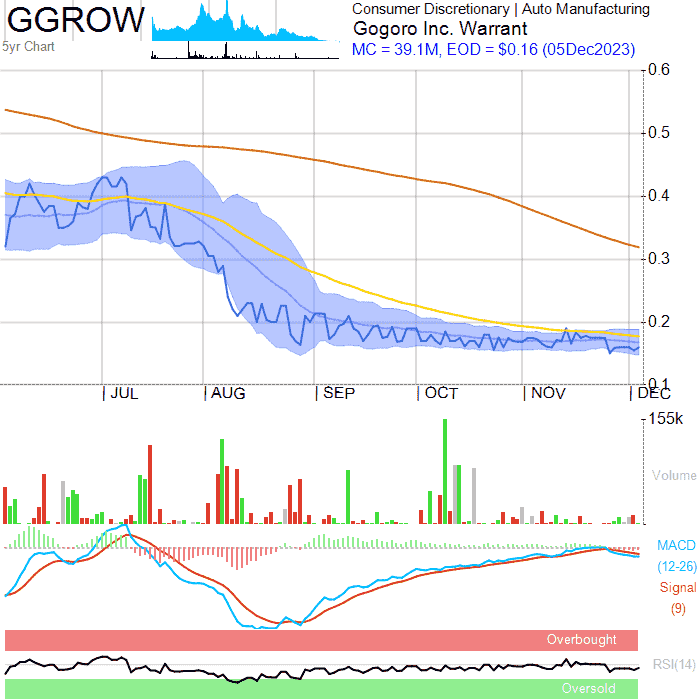 GGROW
5yr Chart
Consumer Discretionary | Auto Manufacturing
Gogoro Inc. Warrant
MC = 39.1M, EOD = $0.16 (05Dec2023)
0.6
0.5
0.4
0.3
0.2
0.1
JUL AUG SEP OCT NOV DEC
155k
Volume
MACD
(12-26)
Signal
(9)
Overbought
RSI(14)
Oversold